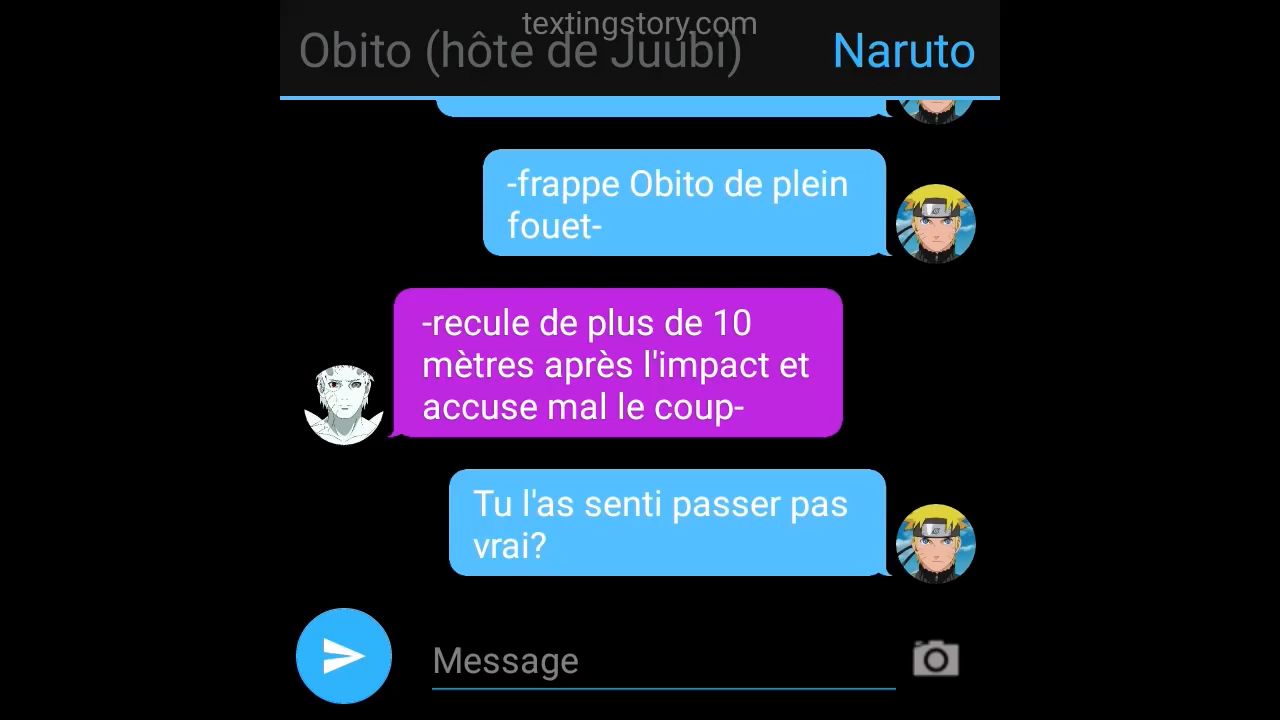 textingstory.com
Obito (hôte de Juubi) Naruto
-frappe Obito de plein
fouet-
-recule de plus de 10
mètres après l'impact et
accuse mal le coup-
Tu l'as senti passer pas
vrai?
Message